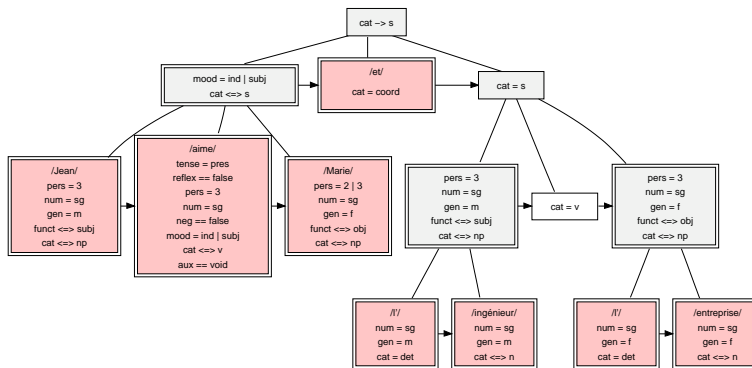 cat -> s
mood = ind | subj
cat <=> s
/et/
cat = coord
cat = s
/Jean/
pers = 3
num = sg
gen = m
funct <=> subj
cat <=> np
/aime/
tense = pres
reflex == false
pers = 3
num = sg
neg == false
mood = ind | subj
cat <=> v
aux == void
/Marie/
pers = 2 | 3
num = sg
gen = f
funct <=> obj
cat <=> np
pers = 3
num = sg
gen = m
funct <=> subj
cat <=> np
cat = v
pers = 3
num = sg
gen = f
funct <=> obj
cat <=> np
/l'/
num = sg
gen = m
cat = det
/ingénieur/
num = sg
gen = m
cat <=> n
/l'/
num = sg
gen = f
cat = det
/entreprise/
num = sg
gen = f
cat <=> n